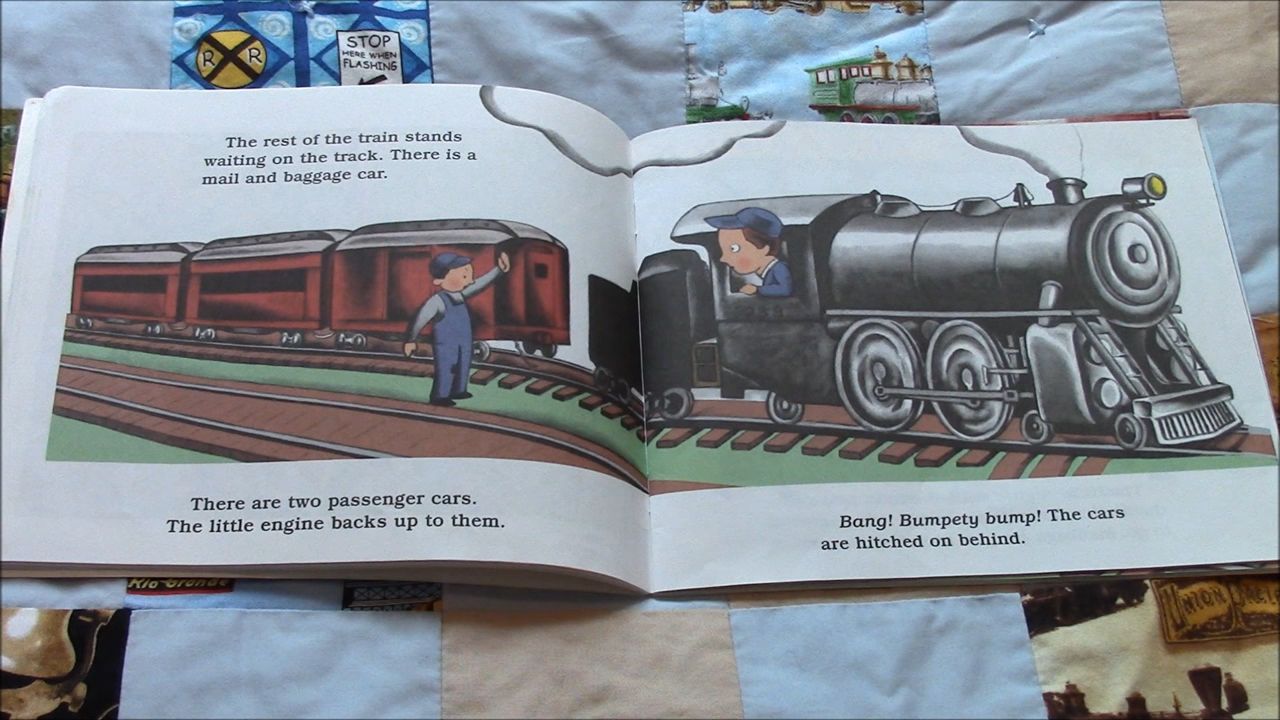 R R
STOP
HERE WHEN
FLASHING
The rest of the train stands
waiting on the track. There is a
mail and baggage car.
There are two passenger cars.
The little engine backs up to them.
Bang! Bumpety bump! The cars
are hitched on behind.
Rio Grande
UNION